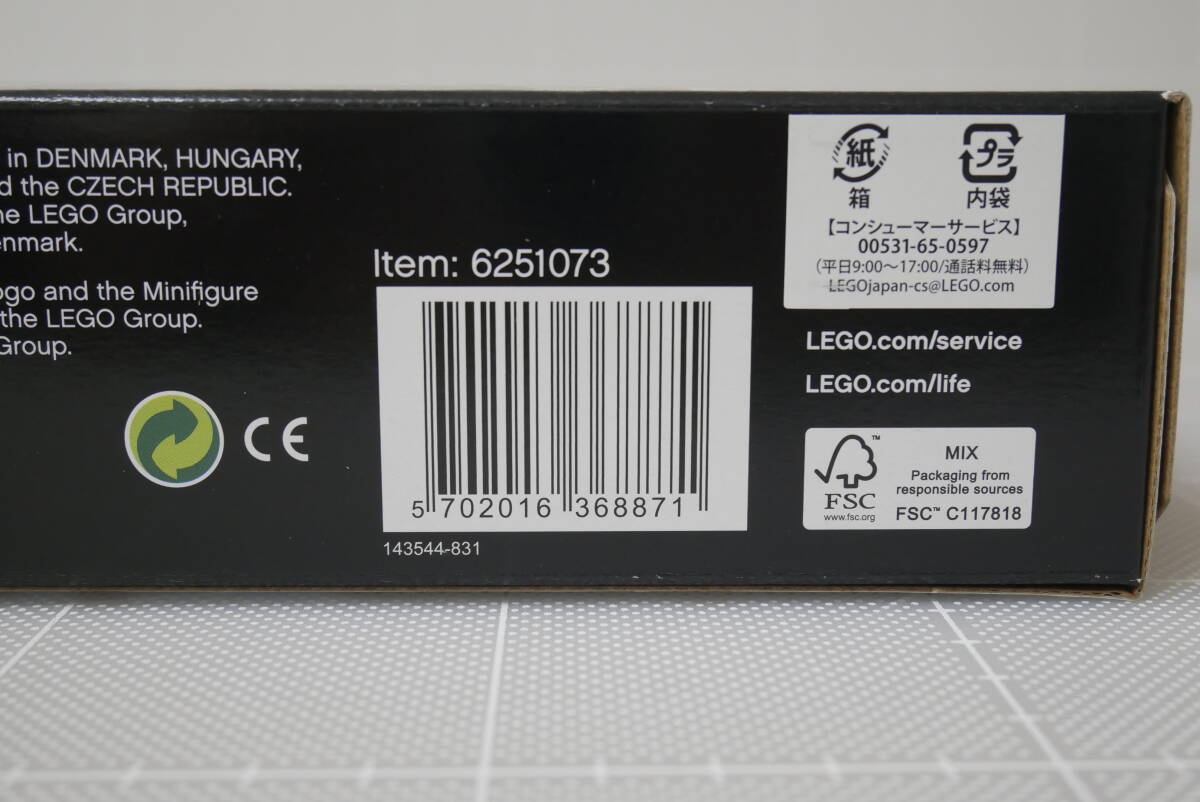 in DENMARK, HUNGARY,
the CZECH REPUBLIC.
LEGO Group,
ogo and the Minifigure
the LEGO Group.
Group.
CE
Item: 6251073
5 702016 368871
143544-831
紙
箱
プラ
内袋
【コンシューマーサービス】
00531-65-0597
(平日9:00～17:00/通話料無料)
LEGOjapan-cs@LEGO.com
LEGO.com/service
LEGO.com/life
FSC
www.fsc.org
MIX
Packaging from
responsible sources
FSC™ C117818